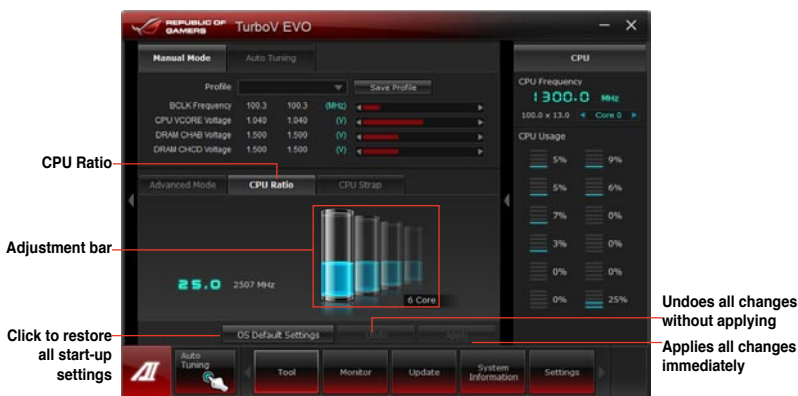 REPUBLIC OF
GAMERS
TurboV EVO
Manual Mode
Auto Tuning
Profile
Save Profile
BCLK Frequency 100.3 100.3 (MHz)
CPU VCORE Voltage 1.040 1.040 (V)
DRAM CHAB Voltage 1.500 1.500 (V)
DRAM CHCD Voltage 1.500 1.500 (V)
CPU Ratio
Advanced Mode
CPU Ratio
CPU Strap
Adjustment bar
25.0 2507 MHz
6 Core
Click to restore
all start-up
settings
OS Default Settings
Undo
Apply
Undoes all changes
without applying
Applies all changes
immediately
CPU
CPU Frequency
1300.0 MHz
100.0 x 13.0 Core 0
CPU Usage
5% 9%
5% 6%
7% 0%
3% 0%
0% 0%
0% 25%
AI
Auto
Tuning
Tool
Monitor
Update
System
Information
Settings